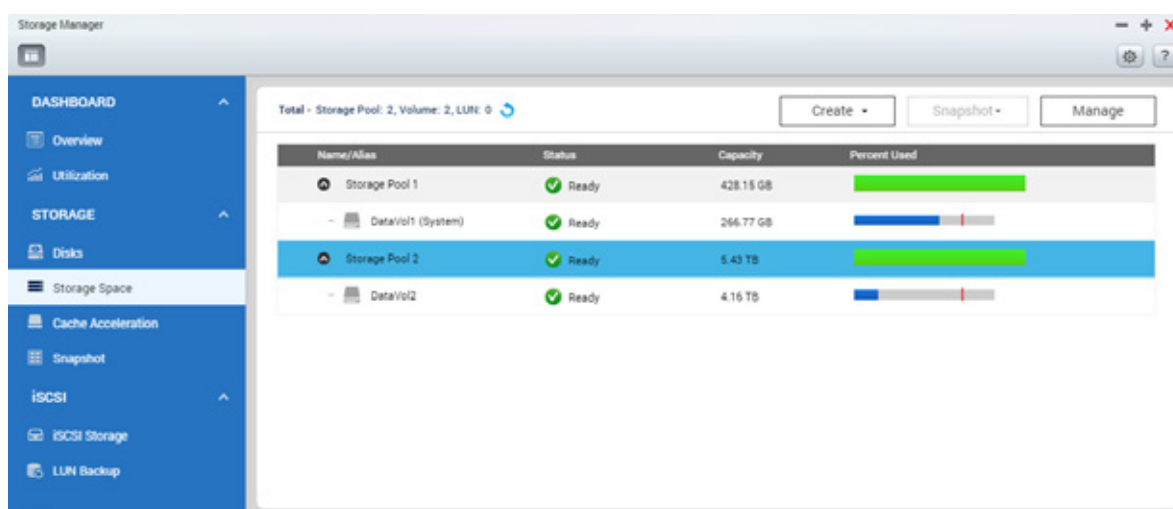 Storage Manager
DASHBOARD
Overview
Utilization
STORAGE
Disks
Storage Space
Cache Acceleration
Snapshot
iSCSI
iSCSI Storage
LUN Backup
Total - Storage Pool: 2, Volume: 2, LUN: 0
Create
Snapshot
Manage
Name/Alias Status Capacity Percent Used
Storage Pool 1 Ready 428.15 GB
DataVol1 (System) Ready 266.77 GB
Storage Pool 2 Ready 5.43 TB
DataVol2 Ready 4.16 TB